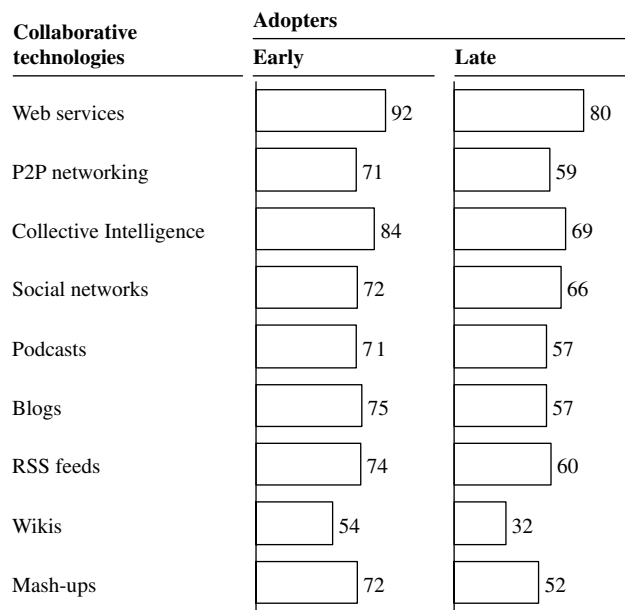 Collaborative
technologies
Adopters
Early
Late
Web services 92 80
P2P networking 71 59
Collective Intelligence 84 69
Social networks 72 66
Podcasts 71 57
Blogs 75 57
RSS feeds 74 60
Wikis 54 32
Mash-ups 72 52